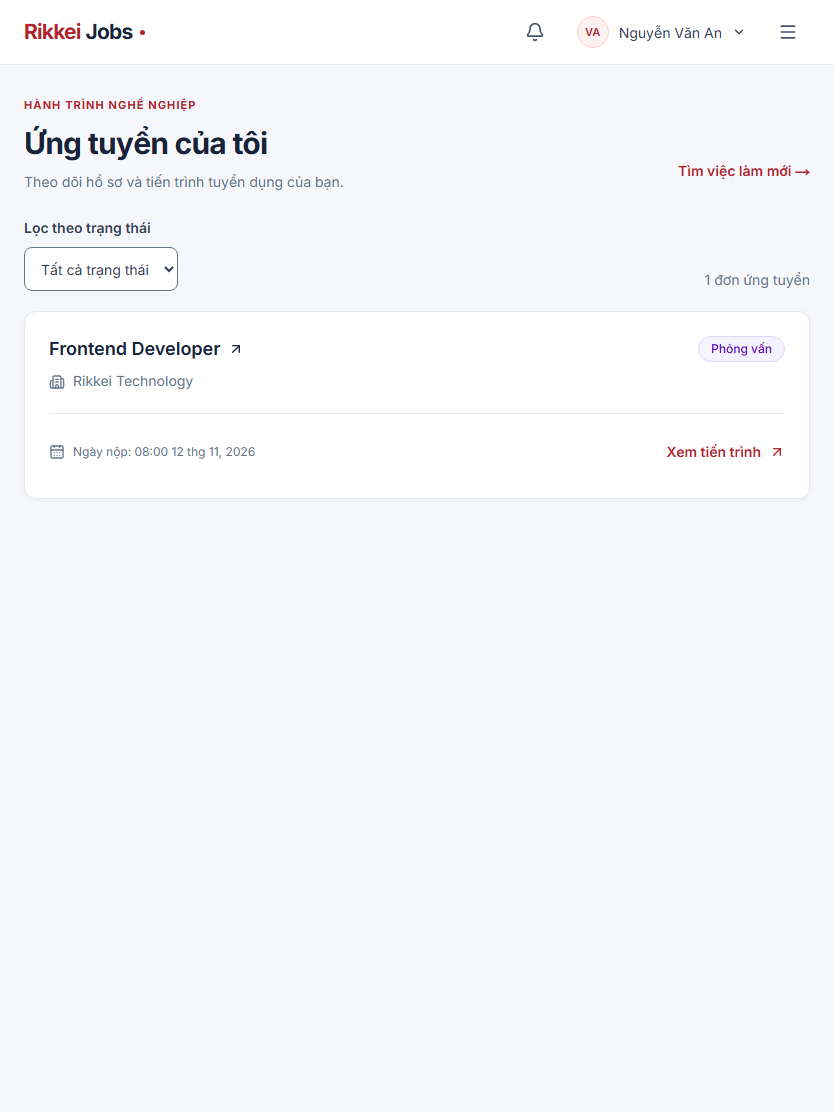 Rikkei Jobs
VA Nguyễn Văn An
HÀNH TRÌNH NGHỀ NGHIỆP
Ứng tuyển của tôi
Theo dõi hồ sơ và tiến trình tuyển dụng của bạn.
Tìm việc làm mới →
Lọc theo trạng thái
Tất cả trạng thái
1 đơn ứng tuyển
Frontend Developer
Phỏng vấn
Rikkei Technology
Ngày nộp: 08:00 12 thg 11, 2026
Xem tiến trình